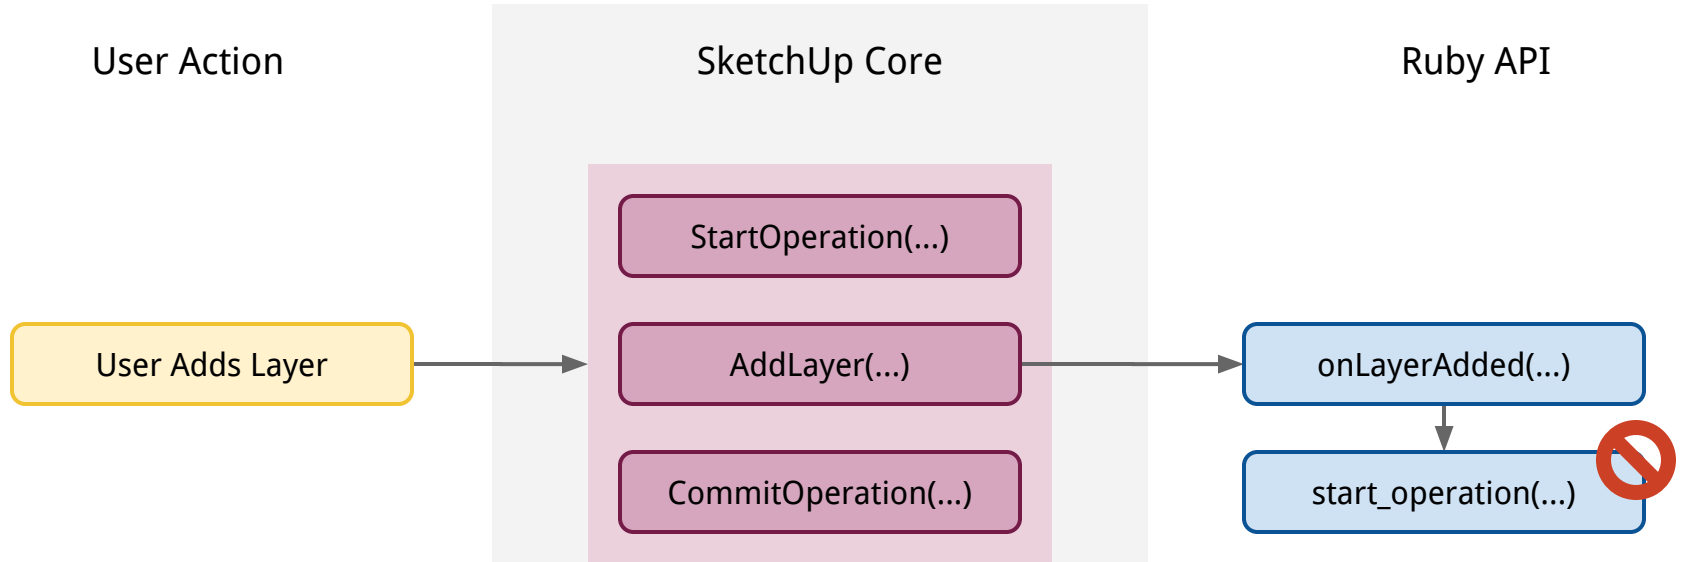 User Action
SketchUp Core
Ruby API
StartOperation(...)
User Adds Layer
AddLayer(...)
onLayerAdded(...)
CommitOperation(...)
start_operation(...)